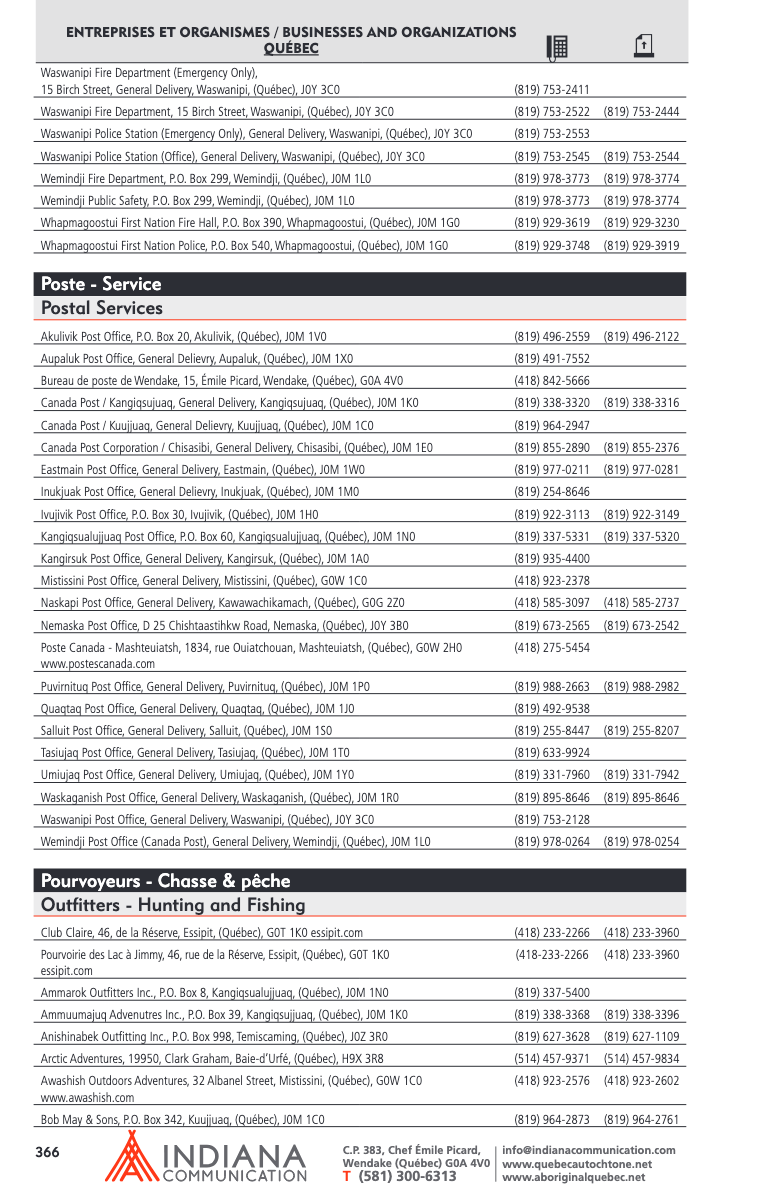 ENTREPRISES ET ORGANISMES / BUSINESSES AND ORGANIZATIONS
QUÉBEC
Waswanipi Fire Department (Emergency Only),
15 Birch Street, General Delivery, Waswanipi, (Québec), J0Y 3C0 (819) 753-2411
Waswanipi Fire Department, 15 Birch Street, Waswanipi, (Québec), J0Y 3C0 (819) 753-2522 (819) 753-2444
Waswanipi Police Station (Emergency Only), General Delivery, Waswanipi, (Québec), J0Y 3C0 (819) 753-2553
Waswanipi Police Station (Office), General Delivery, Waswanipi, (Québec), J0Y 3C0 (819) 753-2545 (819) 753-2544
Wemindji Fire Department, P.O. Box 299, Wemindji, (Québec), J0M 1L0 (819) 978-3773 (819) 978-3774
Wemindji Public Safety, P.O. Box 299, Wemindji, (Québec), J0M 1L0 (819) 978-3773 (819) 978-3774
Whapmagoostui First Nation Fire Hall, P.O. Box 390, Whapmagoostui, (Québec), J0M 1G0 (819) 929-3619 (819) 929-3230
Whapmagoostui First Nation Police, P.O. Box 540, Whapmagoostui, (Québec), J0M 1G0 (819) 929-3748 (819) 929-3919
Poste - Service
Postal Services
Akulivik Post Office, P.O. Box 20, Akulivik, (Québec), J0M 1V0 (819) 496-2559 (819) 496-2122
Aupaluk Post Office, General Delievry, Aupaluk, (Québec), J0M 1X0 (819) 491-7552
Bureau de poste de Wendake, 15, Émile Picard, Wendake, (Québec), G0A 4V0 (418) 842-5666
Canada Post / Kangiqsujuaq, General Delivery, Kangiqsujuaq, (Québec), J0M 1K0 (819) 338-3320 (819) 338-3316
Canada Post / Kuujjuaq, General Delievry, Kuujjuaq, (Québec), J0M 1C0 (819) 964-2947
Canada Post Corporation / Chisasibi, General Delivery, Chisasibi, (Québec), J0M 1E0 (819) 855-2890 (819) 855-2376
Eastmain Post Office, General Delivery, Eastmain, (Québec), J0M 1W0 (819) 977-0211 (819) 977-0281
Inukjuak Post Office, General Delievry, Inukjuak, (Québec), J0M 1M0 (819) 254-8646
Ivujivik Post Office, P.O. Box 30, Ivujivik, (Québec), J0M 1H0 (819) 922-3113 (819) 922-3149
Kangiqsualujjuaq Post Office, P.O. Box 60, Kangiqsualujjuaq, (Québec), J0M 1N0 (819) 337-5331 (819) 337-5320
Kangirsuk Post Office, General Delivery, Kangirsuk, (Québec), J0M 1A0 (819) 935-4400
Mistissini Post Office, General Delivery, Mistissini, (Québec), G0W 1C0 (418) 923-2378
Naskapi Post Office, General Delivery, Kawawachikamach, (Québec), G0G 2Z0 (418) 585-3097 (418) 585-2737
Nemaska Post Office, D 25 Chishtaastihkw Road, Nemaska, (Québec), J0Y 3B0 (819) 673-2565 (819) 673-2542
Poste Canada - Mashteuiatsh, 1834, rue Ouiatchouan, Mashteuiatsh, (Québec), G0W 2H0 (418) 275-5454
www.postescanada.com
Puvirnituq Post Office, General Delivery, Puvirnituq, (Québec), J0M 1P0 (819) 988-2663 (819) 988-2982
Quaqtaq Post Office, General Delivery, Quaqtaq, (Québec), J0M 1J0 (819) 492-9538
Salluit Post Office, General Delivery, Salluit, (Québec), J0M 1S0 (819) 255-8447 (819) 255-8207
Tasiujaq Post Office, General Delivery, Tasiujaq, (Québec), J0M 1T0 (819) 633-9924
Umiujaq Post Office, General Delivery, Umiujaq, (Québec), J0M 1Y0 (819) 331-7960 (819) 331-7942
Waskaganish Post Office, General Delivery, Waskaganish, (Québec), J0M 1R0 (819) 895-8646 (819) 895-8646
Waswanipi Post Office, General Delivery, Waswanipi, J0Y 3C0 (819) 753-2128
Wemindji Post Office (Canada Post), General Delivery, Wemindji, (Québec), J0M 1L0 (819) 978-0264 (819) 978-0254
Pourvoyeurs - Chasse & pêche
Outfitters - Hunting and Fishing
Club Claire, 46, de la Réserve, Essipit, (Québec), G0T 1K0 essipit.com (418) 233-2266 (418) 233-3960
Pourvoirie des Lac à Jimmy, 46, rue de la Réserve, Essipit, (Québec), G0T 1K0 (418-233-2266 (418) 233-3960
essipit.com
Ammarok Outfitters Inc., P.O. Box 8, Kangiqsualujjuaq, (Québec), J0M 1N0 (819) 337-5400
Ammuumajuq Advenutres Inc., P.O. Box 39, Kangiqsujjuaq, (Québec), J0M 1K0 (819) 338-3368 (819) 338-3396
Anishinabek Outfitting Inc., P.O. Box 998, Temiscaming, (Québec), J0Z 3R0 (819) 627-3628 (819) 627-1109
Arctic Adventures, 19950, Clark Graham, Baie-d'Urfé, (Québec), H9X 3R8 (514) 457-9371 (514) 457-9834
Awashish Outdoors Adventures, 32 Albanel Street, Mistissini, (Québec), G0W 1C0 (418) 923-2576 (418) 923-2602
www.awashish.com
Bob May & Sons, P.O. Box 342, Kuujjuaq, (Québec), J0M 1C0 (819) 964-2873 (819) 964-2761
366
INDIANA
COMMUNICATION
C.P. 383, Chef Émile Picard,
Wendake (Québec) G0A 4V0
T (581) 300-6313
info@indianacommunication.com
www.quebecautochtone.net
www.aboriginalquebec.net